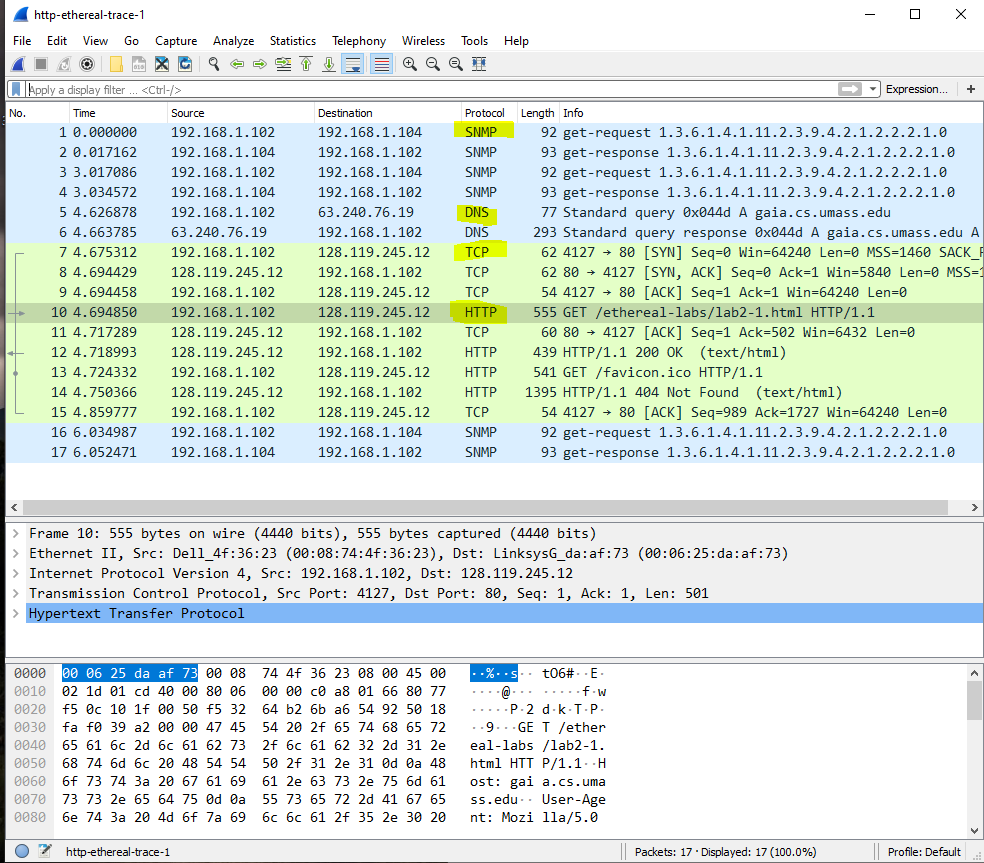 http-ethereal-trace-1
File Edit View Go Capture Analyze Statistics Telephony Wireless Tools Help
Apply a display filter ... <Ctrl-/> Expression... +
No. Time Source Destination Protocol Length Info
1 0.000000 192.168.1.102 192.168.1.104 SNMP 92 get-request 1.3.6.1.4.1.11.2.3.9.4.2.1.2.2.2.1.0
2 0.017162 192.168.1.104 192.168.1.102 SNMP 93 get-response 1.3.6.1.4.1.11.2.3.9.4.2.1.2.2.2.1.0
3 3.017086 192.168.1.102 192.168.1.104 SNMP 92 get-request 1.3.6.1.4.1.11.2.3.9.4.2.1.2.2.2.1.0
4 3.034572 192.168.1.104 192.168.1.102 SNMP 93 get-response 1.3.6.1.4.1.11.2.3.9.4.2.1.2.2.2.1.0
5 4.626878 192.168.1.102 63.240.76.19 DNS 77 Standard query 0x044d A gaia.cs.umass.edu
6 4.663785 63.240.76.19 192.168.1.102 DNS 293 Standard query response 0x044d A gaia.cs.umass.edu A
7 4.675312 192.168.1.102 128.119.245.12 TCP 62 4127 → 80 [SYN] Seq=0 Win=64240 Len=0 MSS=1460 SACK_P
8 4.694429 128.119.245.12 192.168.1.102 TCP 62 80 → 4127 [SYN, ACK] Seq=0 Ack=1 Win=5840 Len=0 MSS=1
9 4.694458 192.168.1.102 128.119.245.12 TCP 54 4127 → 80 [ACK] Seq=1 Ack=1 Win=64240 Len=0
10 4.694850 192.168.1.102 128.119.245.12 HTTP 555 GET /ethereal-labs/lab2-1.html HTTP/1.1
11 4.717289 128.119.245.12 192.168.1.102 TCP 60 80 → 4127 [ACK] Seq=1 Ack=502 Win=6432 Len=0
12 4.718993 128.119.245.12 192.168.1.102 HTTP 439 HTTP/1.1 200 OK (text/html)
13 4.724332 192.168.1.102 128.119.245.12 HTTP 541 GET /favicon.ico HTTP/1.1
14 4.750366 128.119.245.12 192.168.1.102 HTTP 1395 HTTP/1.1 404 Not Found (text/html)
15 4.859777 192.168.1.102 128.119.245.12 TCP 54 4127 → 80 [ACK] Seq=989 Ack=1727 Win=64240 Len=0
16 6.034987 192.168.1.102 192.168.1.104 SNMP 92 get-request 1.3.6.1.4.1.11.2.3.9.4.2.1.2.2.2.1.0
17 6.052471 192.168.1.104 192.168.1.102 SNMP 93 get-response 1.3.6.1.4.1.11.2.3.9.4.2.1.2.2.2.1.0
Frame 10: 555 bytes on wire (4440 bits), 555 bytes captured (4440 bits)
Ethernet II, Src: Dell_4f:36:23 (00:08:74:4f:36:23), Dst: LinksysG_da:af:73 (00:06:25:da:af:73)
Internet Protocol Version 4, Src: 192.168.1.102, Dst: 128.119.245.12
Transmission Control Protocol, Src Port: 4127, Dst Port: 80, Seq: 1, Ack: 1, Len: 501
Hypertext Transfer Protocol
0000 00 06 25 da af 73 00 08 74 4f 36 23 08 00 45 00 ··%··s·· tO6#··E·
0010 02 1d 01 cd 40 00 80 06 00 00 c0 a8 01 66 80 77 ····@··· ·····f·w
0020 f5 0c 10 1f 00 50 f5 32 64 b2 6b a6 54 92 50 18 ·····P·2 d·k·T·P·
0030 fa f0 39 a2 00 00 47 45 54 20 2f 65 74 68 65 72 ··9···GE T /ether
0040 65 61 6c 2d 6c 61 62 73 2f 6c 61 62 32 2d 31 2e eal-labs /lab2-1.
0050 68 74 6d 6c 20 48 54 54 50 2f 31 2e 31 0d 0a 48 html HTT P/1.1··H
0060 6f 73 74 3a 20 67 61 69 61 2e 63 73 2e 75 6d 61 ost: gai a.cs.uma
0070 73 73 2e 65 64 75 0d 0a 55 73 65 72 2d 41 67 65 ss.edu·· User-Age
0080 6e 74 3a 20 4d 6f 7a 69 6c 6c 61 2f 35 2e 30 20 nt: Mozi lla/5.0
http-ethereal-trace-1 Packets: 17 · Displayed: 17 (100.0%) Profile: Default